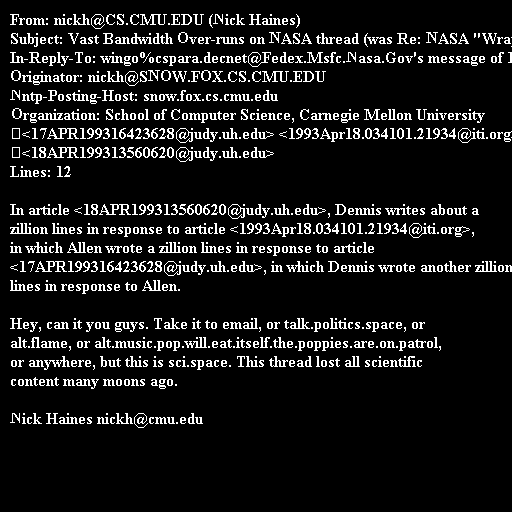 From: nickh@CS.CMU.EDU (Nick Haines)
Subject: Vast Bandwidth Over-runs on NASA thread (was Re: NASA "Wra
In-Reply-To: wingo%cspara.decnet@Fedex.Msfc.Nasa.Gov's message of
Originator: nickh@SNOW.FOX.CS.CMU.EDU
Nntp-Posting-Host: snow.fox.cs.cmu.edu
Organization: School of Computer Science, Carnegie Mellon University
<17APR199316423628@judy.uh.edu> <1993Apr18.034101.21934@iti.org
<18APR199313560620@judy.uh.edu>
Lines: 12

In article <18APR199313560620@judy.uh.edu>, Dennis writes about a
zillion lines in response to article <1993Apr18.034101.21934@iti.org>,
in which Allen wrote a zillion lines in response to article
<17APR199316423628@judy.uh.edu>, in which Dennis wrote another zillion
lines in response to Allen.

Hey, can it you guys. Take it to email, or talk.politics.space, or
alt.flame, or alt.music.pop.will.eat.itself.the.poppies.are.on.patrol,
or anywhere, but this is sci.space. This thread lost all scientific
content many moons ago.

Nick Haines nickh@cmu.edu